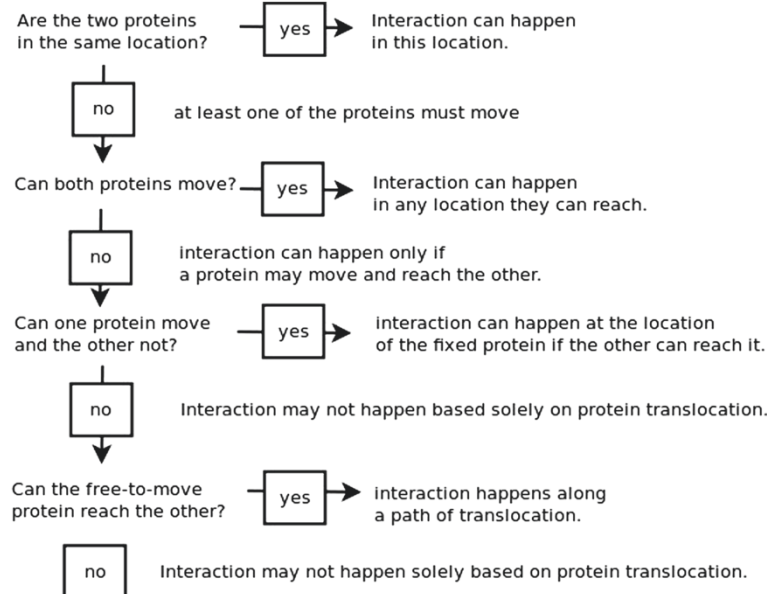 Are the two proteins
in the same location?
yes
Interaction can happen
in this location.
no
at least one of the proteins must move
Can both proteins move?
yes
Interaction can happen
in any location they can reach.
no
interaction can happen only if
a protein may move and reach the other.
Can one protein move
and the other not?
yes
interaction can happen at the location
of the fixed protein if the other can reach it.
no
Interaction may not happen based solely on protein translocation.
Can the free-to-move
protein reach the other?
yes
interaction happens along
a path of translocation.
no
Interaction may not happen solely based on protein translocation.